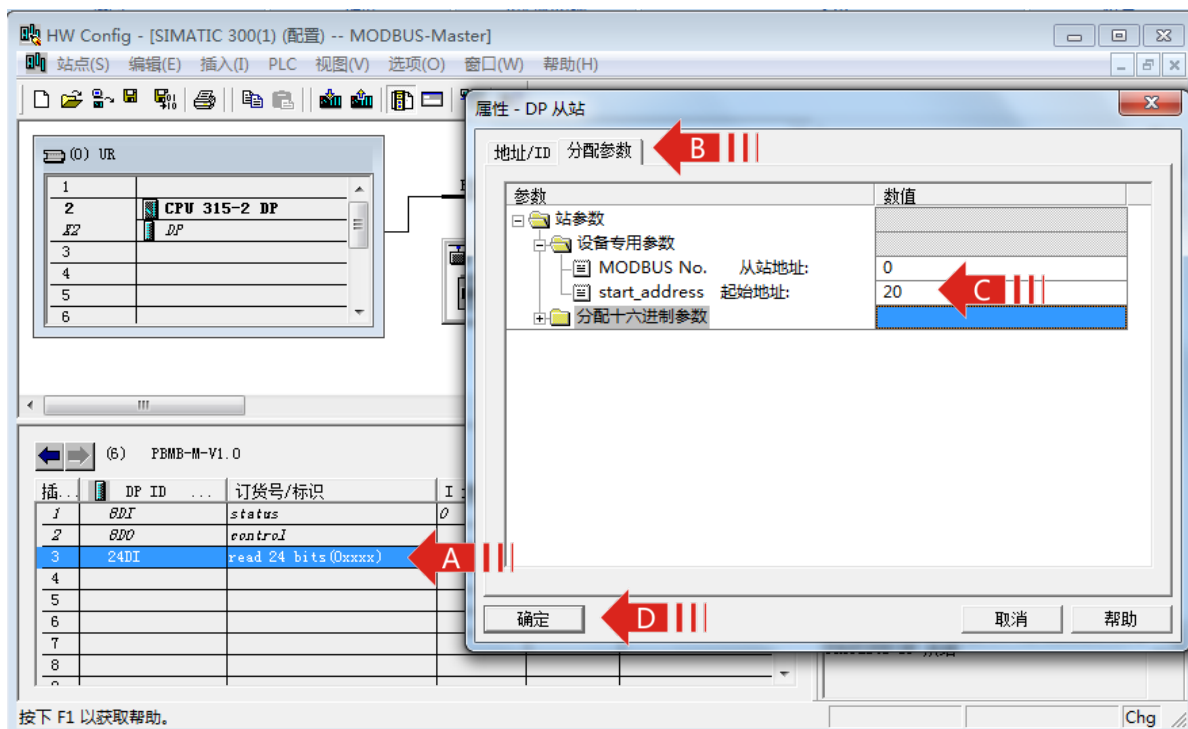 HW Config - [SIMATIC 300(1) (配置) -- MODBUS-Master]
站点(S) 编辑(E) 插入(I) PLC 视图(V) 选项(O) 窗口(W) 帮助(H)
(0) UR
1
2 CPU 315-2 DP
E2 DP
3
4
5
6
属性 - DP 从站
地址/ID 分配参数
B
参数 数值
站参数
设备专用参数
MODBUS No. 从站地址: 0
start_address 起始地址: 20
C
分配十六进制参数
(6) PBMB-M-V1.0
插... DP ID ... 订货号/标识 I
1 8DI status 0
2 8DO control
3 24DI read 24 bits(0xxxx)
A
4
5
6
7
8
确定
D
取消 帮助
按下 F1 以获取帮助。
Chg